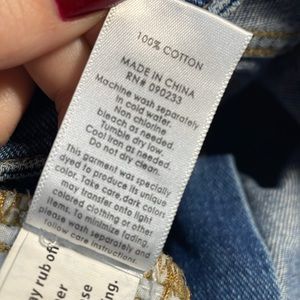 100% COTTON
MADE IN CHINA
RN# 090233
Machine wash separately
in cold water.
Non chlorine
bleach as needed.
Tumble dry low.
Cool iron as needed.
Do not dry clean.
This garment was specially
dyed to produce its unique
color. Take care, dark colors
may transfer onto light
colored clothing or other
items. To minimize fading,
please wash separately and
follow care instructions.
y rub off